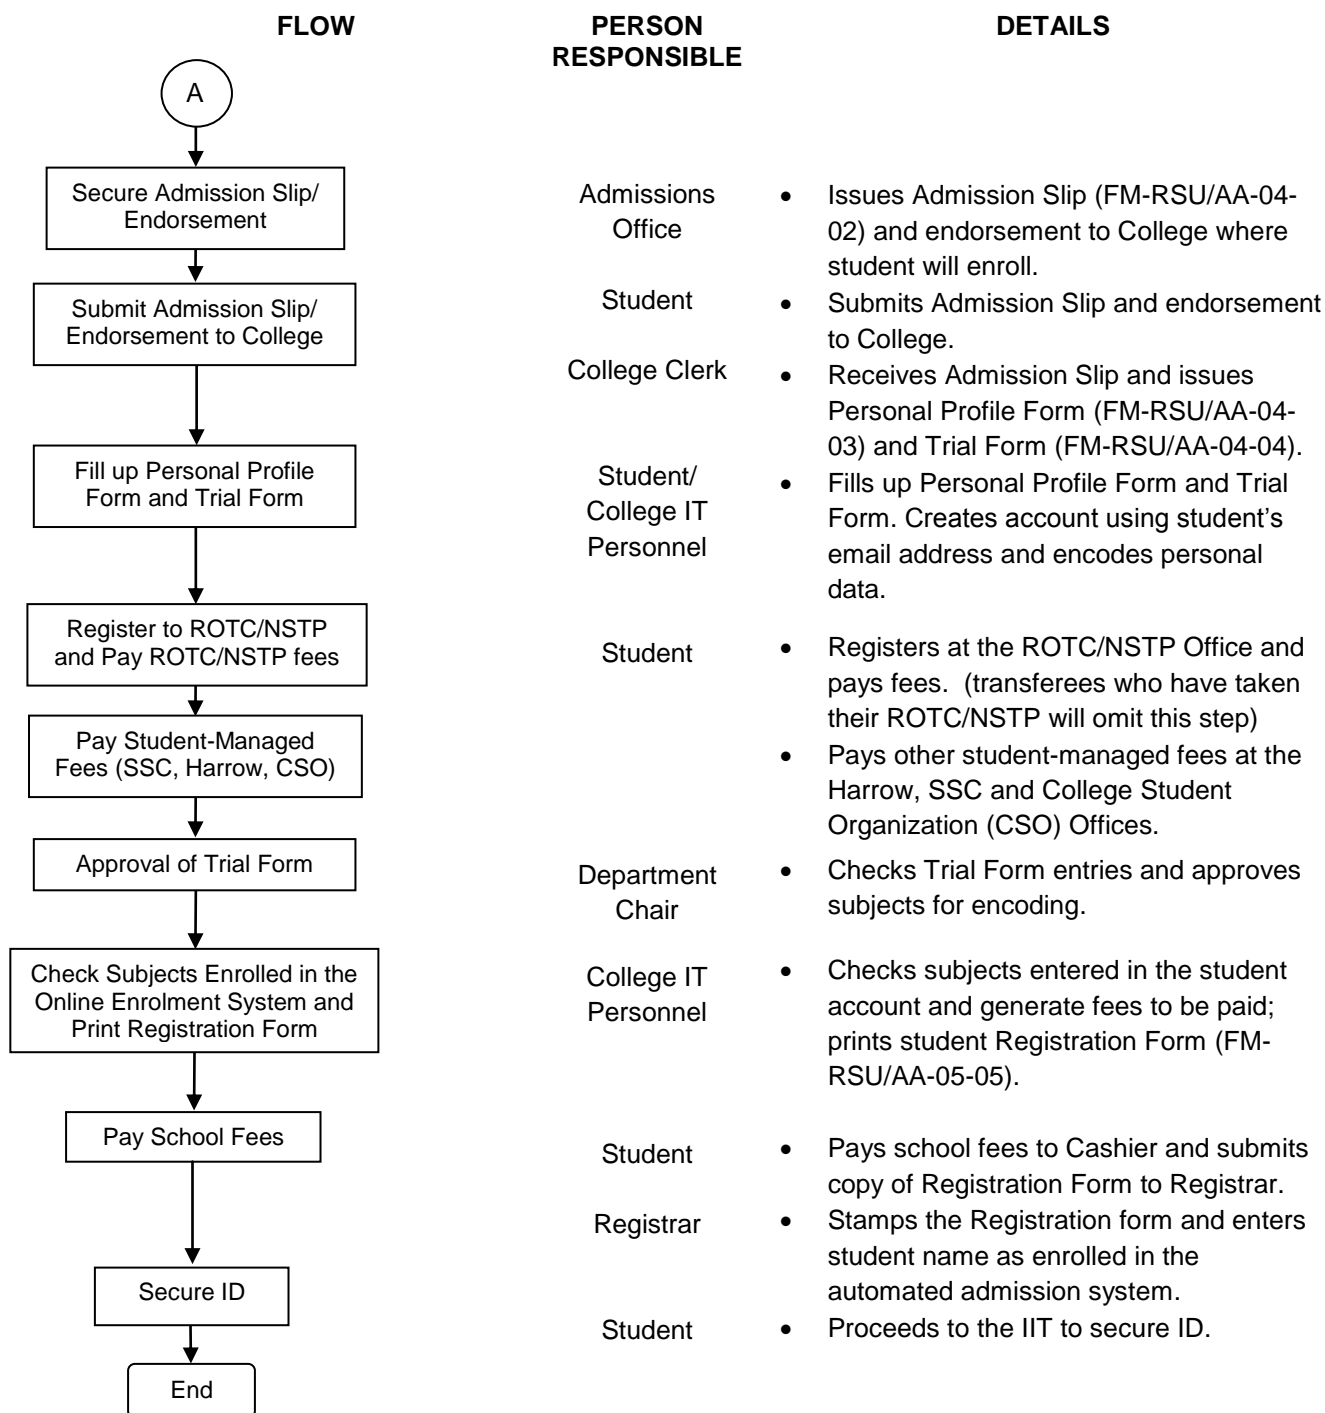 FLOW
PERSON
RESPONSIBLE
DETAILS
A
Secure Admission Slip/
Endorsement
Admissions
Office
• Issues Admission Slip (FM-RSU/AA-04-
02) and endorsement to College where
student will enroll.
Submit Admission Slip/
Endorsement to College
Student
• Submits Admission Slip and endorsement
to College.
College Clerk
• Receives Admission Slip and issues
Personal Profile Form (FM-RSU/AA-04-
03) and Trial Form (FM-RSU/AA-04-04).
Fill up Personal Profile
Form and Trial Form
Student/
College IT
Personnel
• Fills up Personal Profile Form and Trial
Form. Creates account using student’s
email address and encodes personal
data.
Register to ROTC/NSTP
and Pay ROTC/NSTP fees
Student
• Registers at the ROTC/NSTP Office and
pays fees.  (transferees who have taken
their ROTC/NSTP will omit this step)
Pay Student-Managed
Fees (SSC, Harrow, CSO)
• Pays other student-managed fees at the
Harrow, SSC and College Student
Organization (CSO) Offices.
Approval of Trial Form
Department
Chair
• Checks Trial Form entries and approves
subjects for encoding.
Check Subjects Enrolled in the
Online Enrolment System and
Print Registration Form
College IT
Personnel
• Checks subjects entered in the student
account and generate fees to be paid;
prints student Registration Form (FM-
RSU/AA-05-05).
Pay School Fees
Student
• Pays school fees to Cashier and submits
copy of Registration Form to Registrar.
Registrar
• Stamps the Registration form and enters
student name as enrolled in the
automated admission system.
Secure ID
Student
• Proceeds to the IIT to secure ID.
End